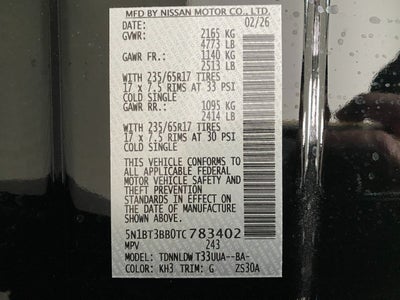 MFD BY NISSAN MOTOR CO., LTD.
DATE: 02/26
GVWR: 2165 KG
4773 LB
GAWR FR.: 1140 KG
2513 LB
WITH 235/65R17 TIRES
17 x 7.5 RIMS AT 33 PSI
COLD SINGLE
GAWR RR.: 1095 KG
2414 LB
WITH 235/65R17 TIRES
17 x 7.5 RIMS AT 30 PSI
COLD SINGLE
THIS VEHICLE CONFORMS TO
ALL APPLICABLE FEDERAL
MOTOR VEHICLE SAFETY AND
THEFT PREVENTION
STANDARDS IN EFFECT ON
THE DATE OF MANUFACTURE
SHOWN ABOVE.
5N1BT3BB0TC783402
MPV 243
MODEL: TDNNLDW T33UUA--BA-
COLOR: KH3 TRIM: G ZS30A